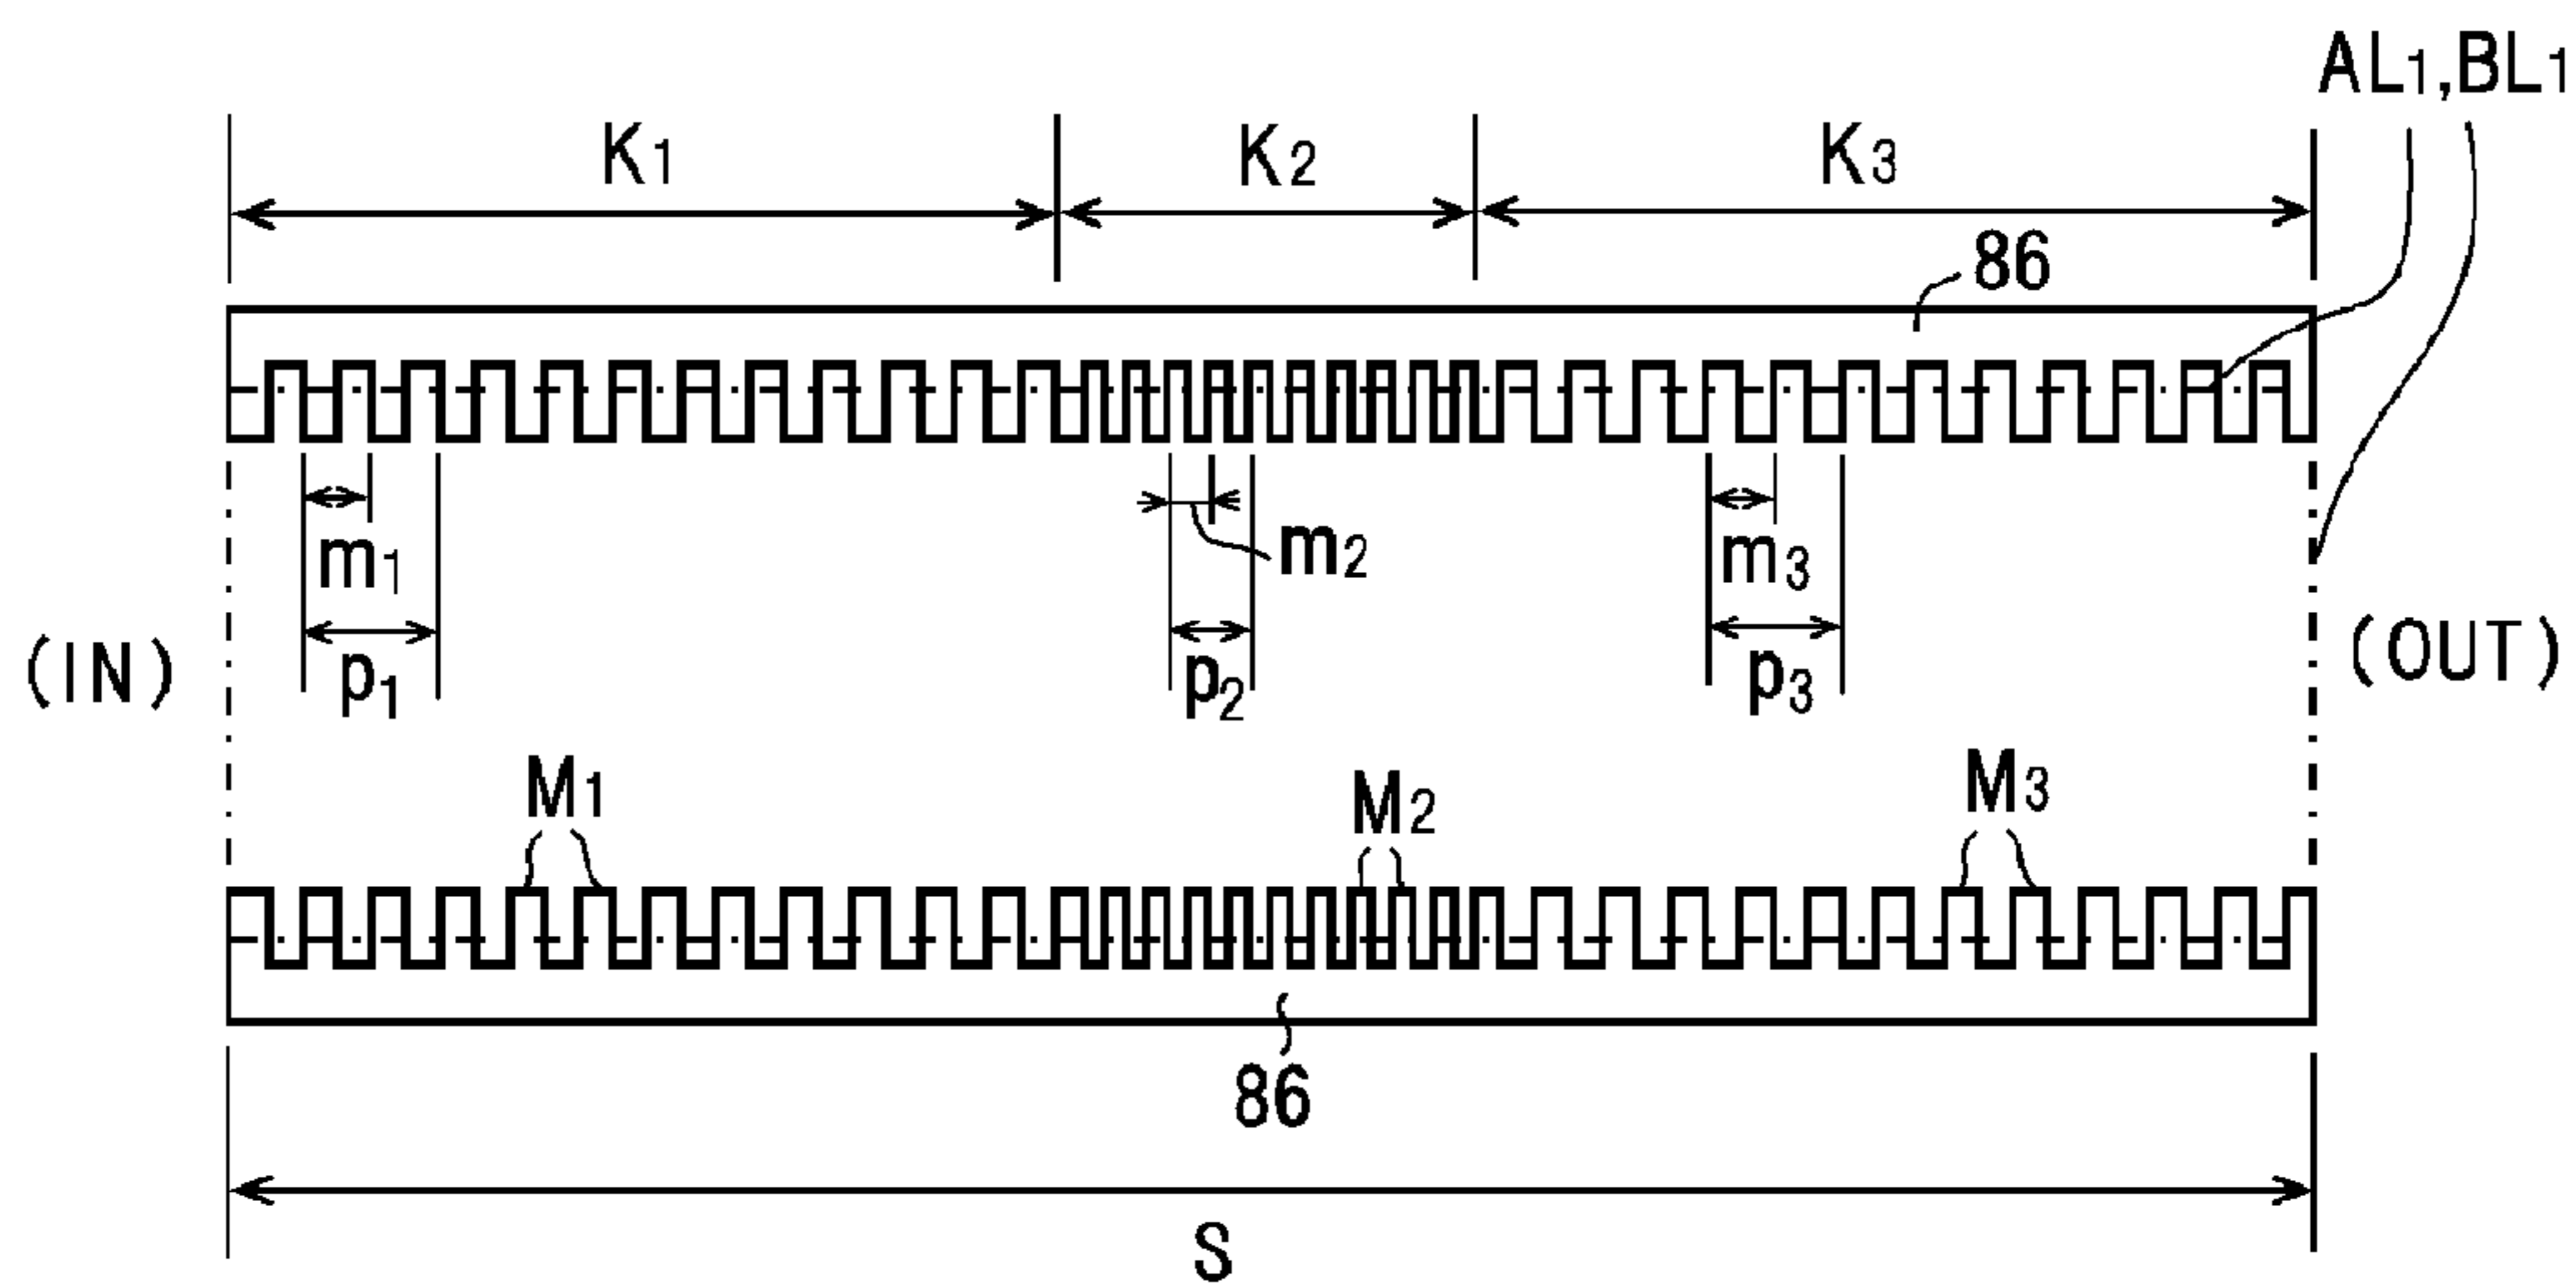 AL1,BL1
K1 K2 K3
86
m1 m2 m3
(IN) p1 p2 p3 (OUT)
M1 M2 M3
86
S